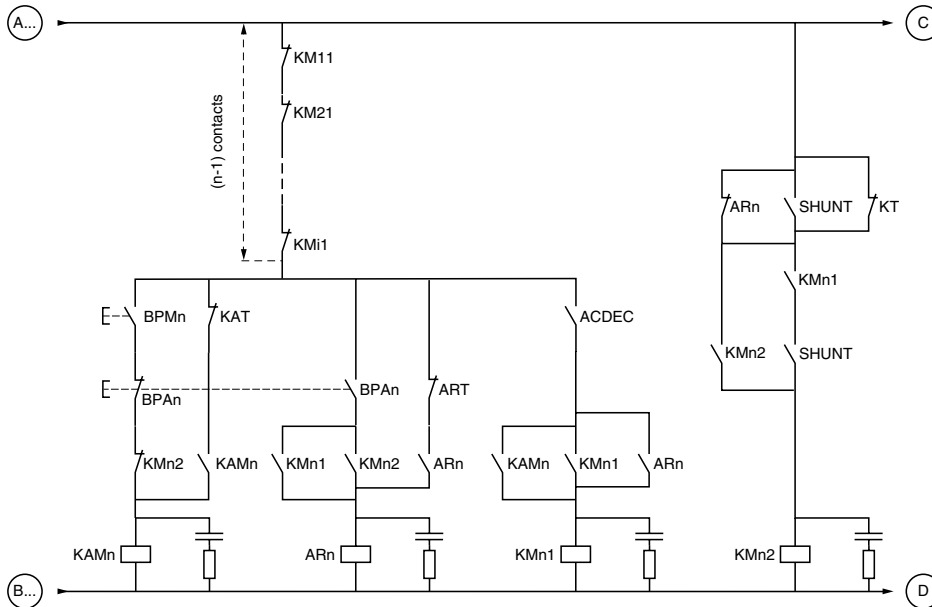 A...
C
KM11
KM21
(n-1) contacts
KMi1
ARn
SHUNT
KT
KMn1
BPMn
KAT
ACDEC
KMn2
SHUNT
BPAn
BPAn
ART
KMn2
KAMn
KMn1
KMn2
ARn
KAMn
KMn1
ARn
KAMn
ARn
KMn1
KMn2
B...
D